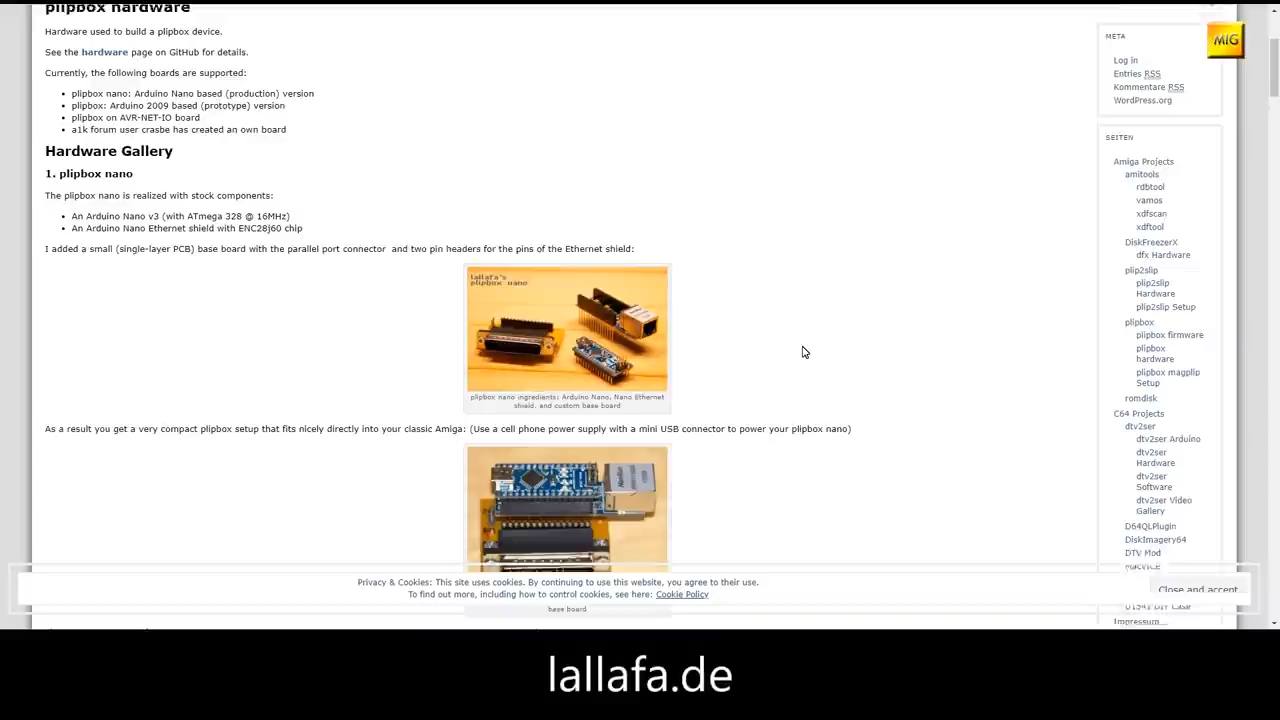 plipbox hardware
Hardware used to build a plipbox device.
See the hardware page on GitHub for details.
Currently, the following boards are supported:
plipbox nano: Arduino Nano based (production) version
plipbox: Arduino 2009 based (prototype) version
plipbox on AVR-NET-IO board
a1k forum user crasbe has created an own board
Hardware Gallery
1. plipbox nano
The plipbox nano is realized with stock components:
An Arduino Nano v3 (with ATmega 328 @ 16MHz)
An Arduino Nano Ethernet shield with ENC28j60 chip
I added a small (single-layer PCB) base board with the parallel port connector and two pin headers for the pins of the Ethernet shield:
lallafa's
plipbox nano
plipbox nano ingredients: Arduino Nano, Nano Ethernet
shield. and custom base board
As a result you get a very compact plipbox setup that fits nicely directly into your classic Amiga: (Use a cell phone power supply with a mini USB connector to power your plipbox nano)
base board
META
MIG
Log in
Entries RSS
Kommentare RSS
WordPress.org
SEITEN
Amiga Projects
amitools
rdbtool
vamos
xdfscan
xdftool
DiskFreezerX
dfx Hardware
plip2slip
plip2slip
Hardware
plip2slip Setup
plipbox
plipbox firmware
plipbox
hardware
plipbox magplip
Setup
romdisk
C64 Projects
dtv2ser
dtv2ser Arduino
dtv2ser
Hardware
dtv2ser
Software
dtv2ser Video
Gallery
D64QLPlugin
DiskImagery64
DTV Mod
MacVICE
U1541 DIY Case
Impressum
Privacy & Cookies: This site uses cookies. By continuing to use this website, you agree to their use.
To find out more, including how to control cookies, see here: Cookie Policy
Close and accept
lallafa.de